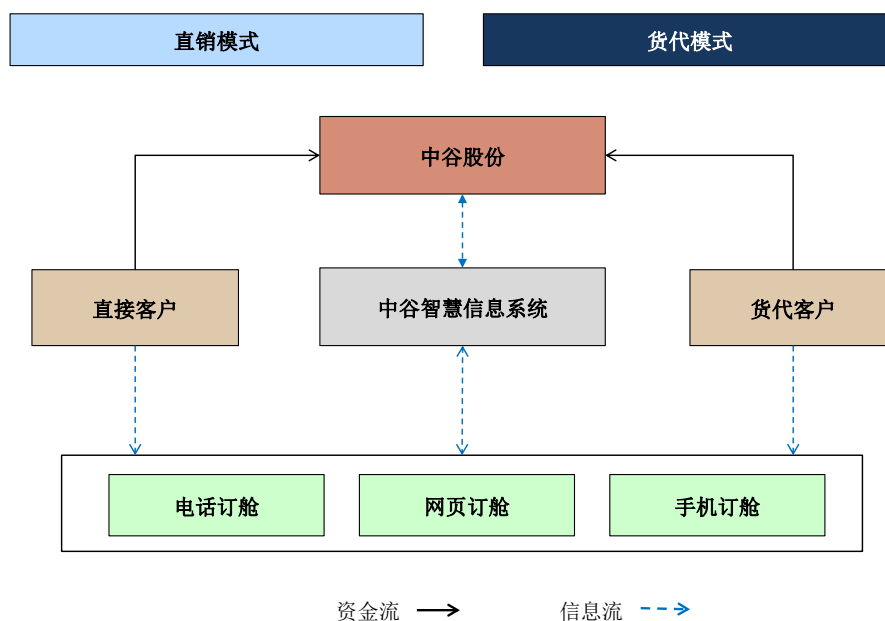 直销模式
货代模式
中谷股份
直接客户
中谷智慧信息系统
货代客户
电话订舱
网页订舱
手机订舱
资金流
信息流